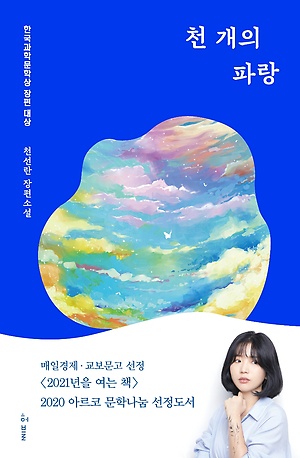 천 개의
파랑
한국과학문학상 장편 대상
천선란 장편소설
매일경제 · 교보문고 선정
〈2021년을 여는 책〉
2020 아르코 문학나눔 선정도서
허블